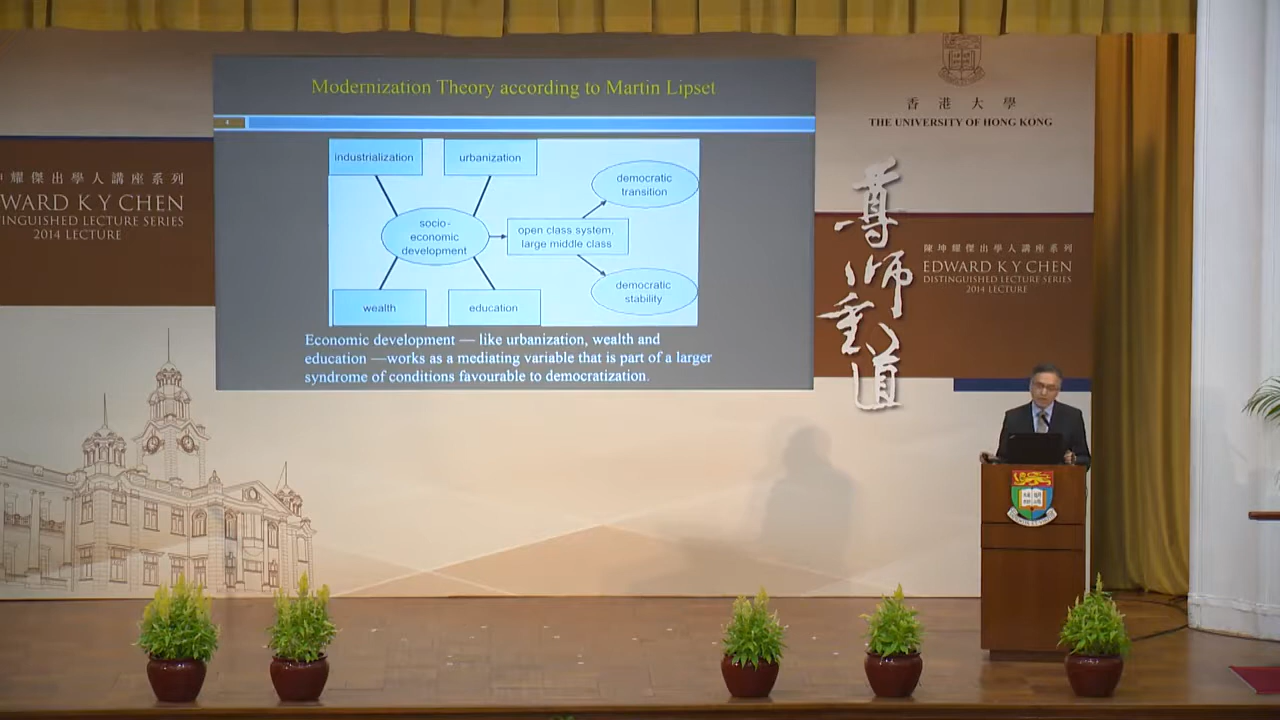 Modernization Theory according to Martin Lipset
4
industrialization
urbanization
socio-
economic
development
open class system,
large middle class
democratic
transition
democratic
stability
wealth
education
Economic development — like urbanization, wealth and
education —works as a mediating variable that is part of a larger
syndrome of conditions favourable to democratization.
坤耀傑出學人講座系列
WARD K Y CHEN
INGUISHED LECTURE SERIES
2014 LECTURE
香港大學
THE UNIVERSITY OF HONG KONG
尊師重道
陳坤耀傑出學人講座系列
EDWARD K Y CHEN
DISTINGUISHED LECTURE SERIES
2014 LECTURE